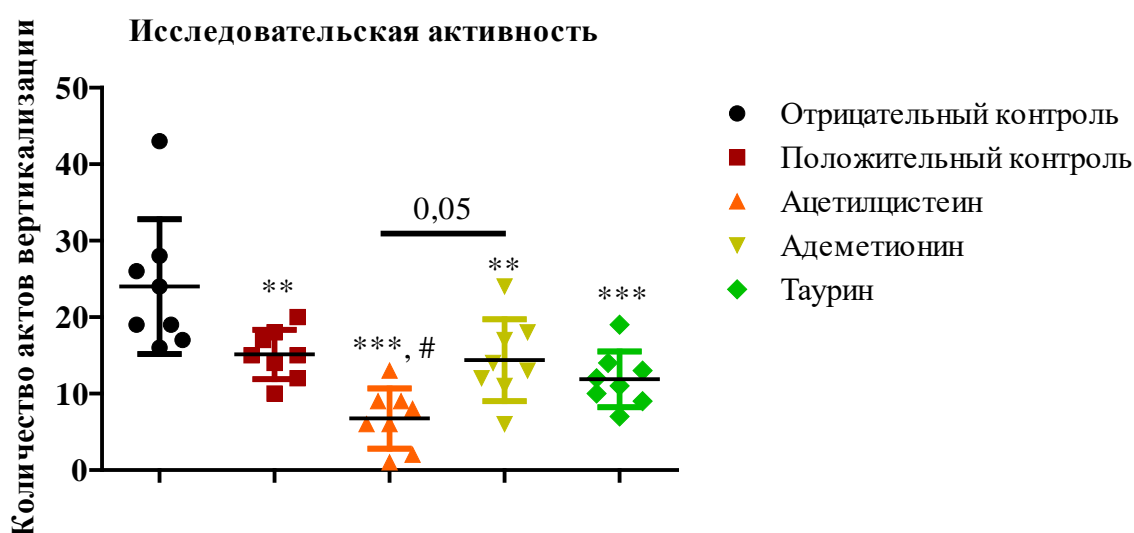 Исследовательская активность
Количество актов вертикализации
50
40
30
20
10
0
**
***, #
0,05
**
***
Отрицательный контроль
Положительный контроль
Ацетилцистеин
Адеметионин
Таурин